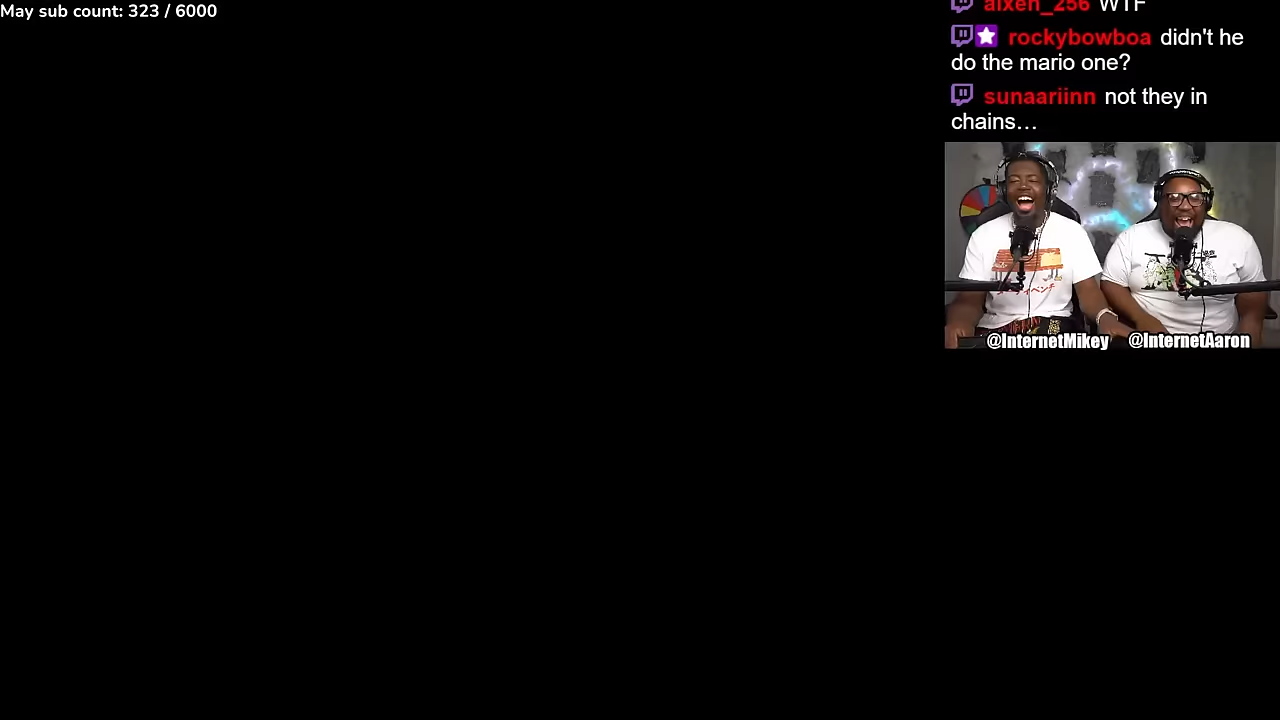 May sub count: 323 / 6000
aixen_256 WTF
rockybowboa didn't he
do the mario one?
sunaariinn not they in
chains…
@InternetMikey @InternetAaron